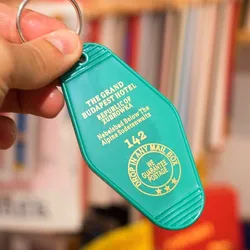 THE GRAND
BUDAPEST HOTEL
REPUBLIC OF
ZUBROWKA
Nebelsbad Below The
Alpine Sudetenwaltz
142
DROP IN ANY MAIL BOX
WE
GUARANTEE
POSTAGE